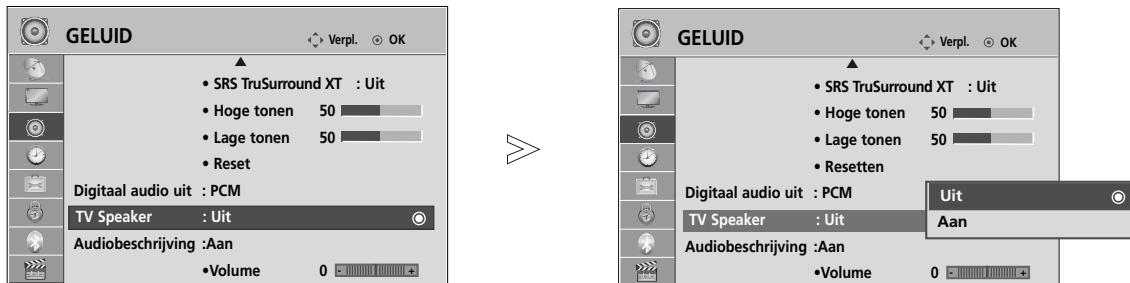 GELUID Verpl. OK
• SRS TruSurround XT : Uit
• Hoge tonen 50
• Lage tonen 50
• Reset
Digitaal audio uit : PCM
TV Speaker : Uit
Audiobeschrijving :Aan
•Volume 0 - +
GELUID Verpl. OK
• SRS TruSurround XT : Uit
• Hoge tonen 50
• Lage tonen 50
• Resetten
Digitaal audio uit : PCM
TV Speaker : Uit
Audiobeschrijving :Aan
•Volume 0 - +
Uit
Aan